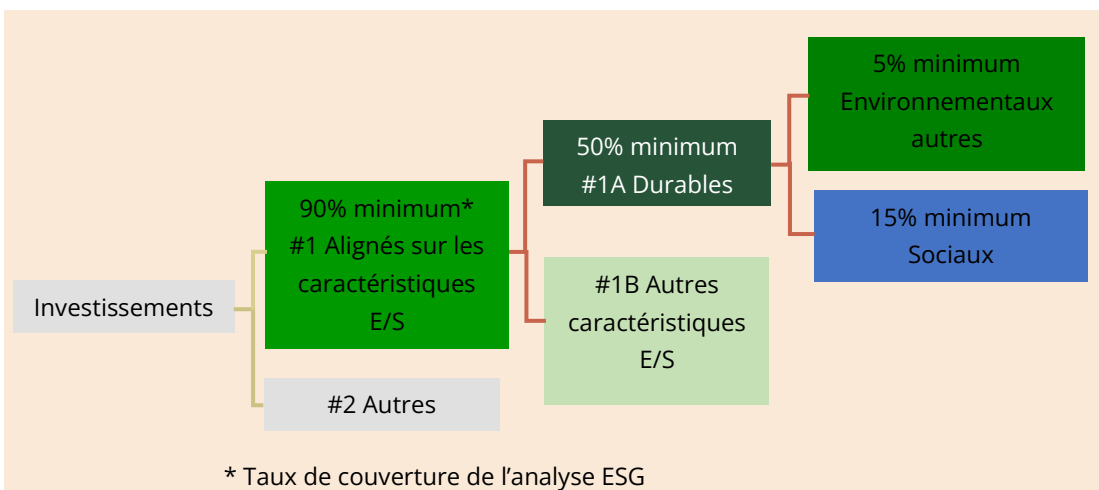 Investissements
90% minimum*
#1 Alignés sur les
caractéristiques
E/S
#2 Autres
50% minimum
#1A Durables
#1B Autres
caractéristiques
E/S
5% minimum
Environnementaux
autres
15% minimum
Sociaux
* Taux de couverture de l’analyse ESG